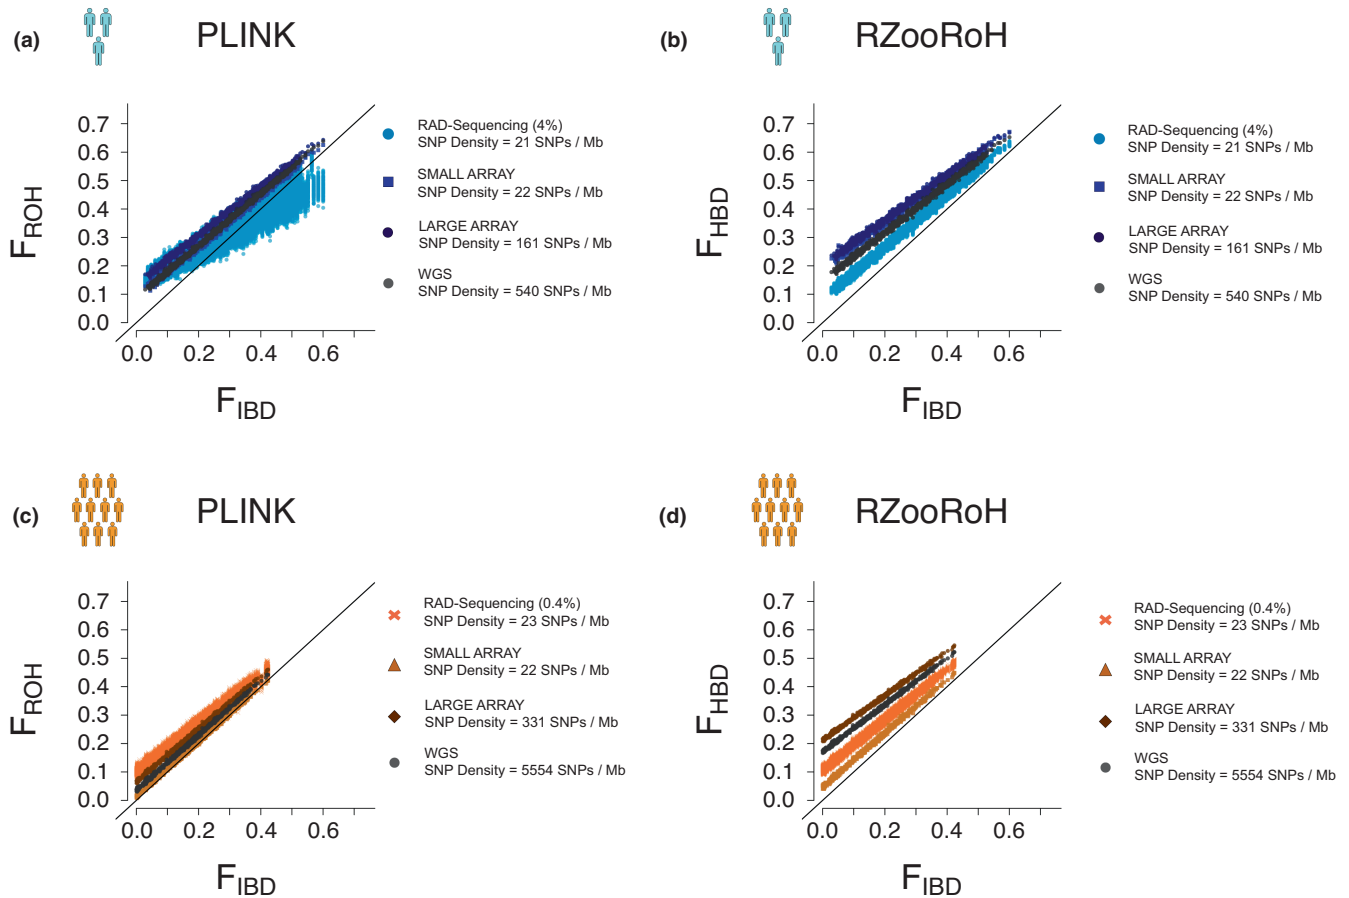 (a)
PLINK
F_ROH
0.7
0.6
0.5
0.4
0.3
0.2
0.1
0.0
0.0 0.2 0.4 0.6
F_IBD
RAD-Sequencing (4%)
SNP Density = 21 SNPs / Mb
SMALL ARRAY
SNP Density = 22 SNPs / Mb
LARGE ARRAY
SNP Density = 161 SNPs / Mb
WGS
SNP Density = 540 SNPs / Mb
(b)
RZooRoH
F_HBD
0.7
0.6
0.5
0.4
0.3
0.2
0.1
0.0
0.0 0.2 0.4 0.6
F_IBD
RAD-Sequencing (4%)
SNP Density = 21 SNPs / Mb
SMALL ARRAY
SNP Density = 22 SNPs / Mb
LARGE ARRAY
SNP Density = 161 SNPs / Mb
WGS
SNP Density = 540 SNPs / Mb
(c)
PLINK
F_ROH
0.7
0.6
0.5
0.4
0.3
0.2
0.1
0.0
0.0 0.2 0.4 0.6
F_IBD
RAD-Sequencing (0.4%)
SNP Density = 23 SNPs / Mb
SMALL ARRAY
SNP Density = 22 SNPs / Mb
LARGE ARRAY
SNP Density = 331 SNPs / Mb
WGS
SNP Density = 5554 SNPs / Mb
(d)
RZooRoH
F_HBD
0.7
0.6
0.5
0.4
0.3
0.2
0.1
0.0
0.0 0.2 0.4 0.6
F_IBD
RAD-Sequencing (0.4%)
SNP Density = 23 SNPs / Mb
SMALL ARRAY
SNP Density = 22 SNPs / Mb
LARGE ARRAY
SNP Density = 331 SNPs / Mb
WGS
SNP Density = 5554 SNPs / Mb